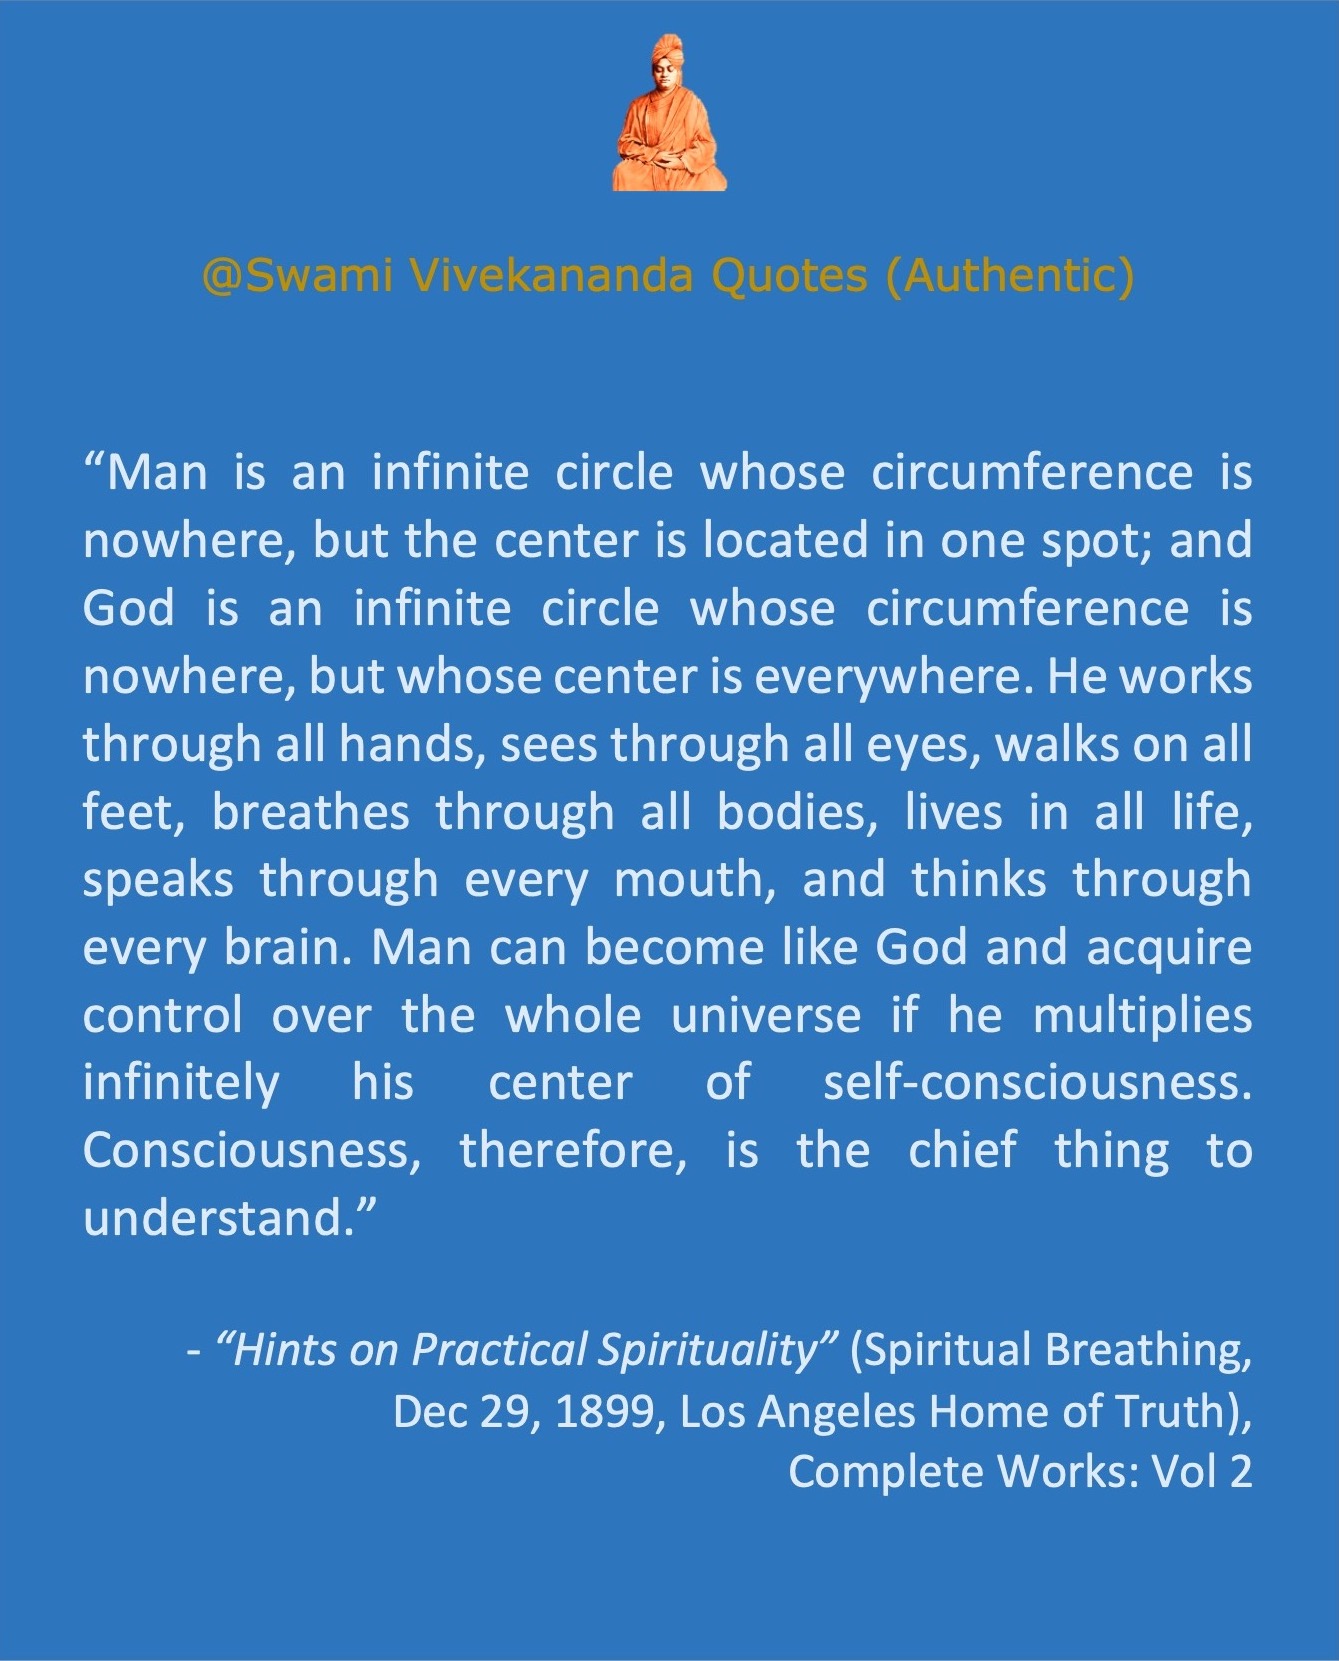 @Swami Vivekananda Quotes (Authentic)
“Man is an infinite circle whose circumference is
nowhere, but the center is located in one spot; and
God is an infinite circle whose circumference is
nowhere, but whose center is everywhere. He works
through all hands, sees through all eyes, walks on all
feet, breathes through all bodies, lives in all life,
speaks through every mouth, and thinks through
every brain. Man can become like God and acquire
control over the whole universe if he multiplies
infinitely his center of self-consciousness.
Consciousness, therefore, is the chief thing to
understand.”
- “Hints on Practical Spirituality” (Spiritual Breathing,
Dec 29, 1899, Los Angeles Home of Truth),
Complete Works: Vol 2